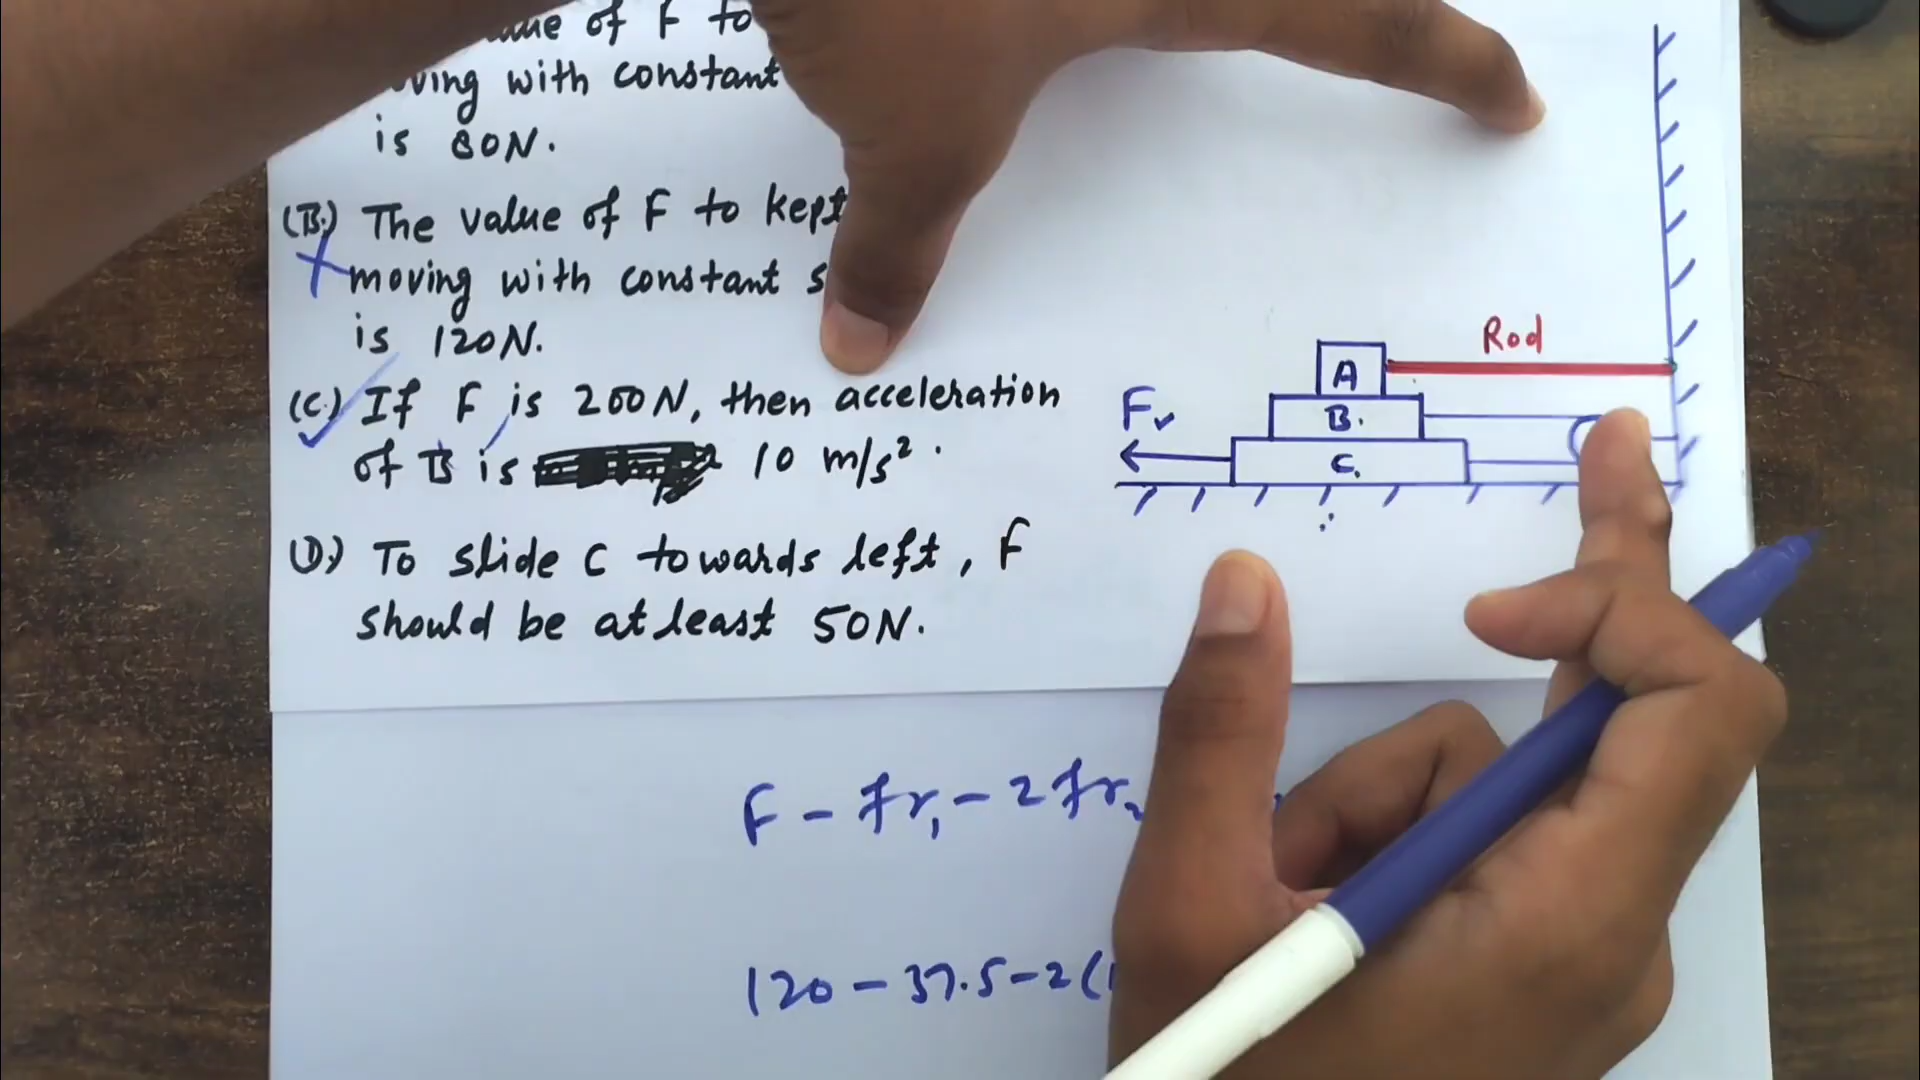 of F to
with constant
is 80N.
(B.) The value of F to kept
moving with constant s
is 120N.
(C.) If F is 200N, then acceleration
of B is 10 m/s².
(D.) To slide C towards left, F
should be at least 50N.
Rod
A
B.
C.
F
F - fr₁ - 2fr₂
120 - 37.5 - 2(1